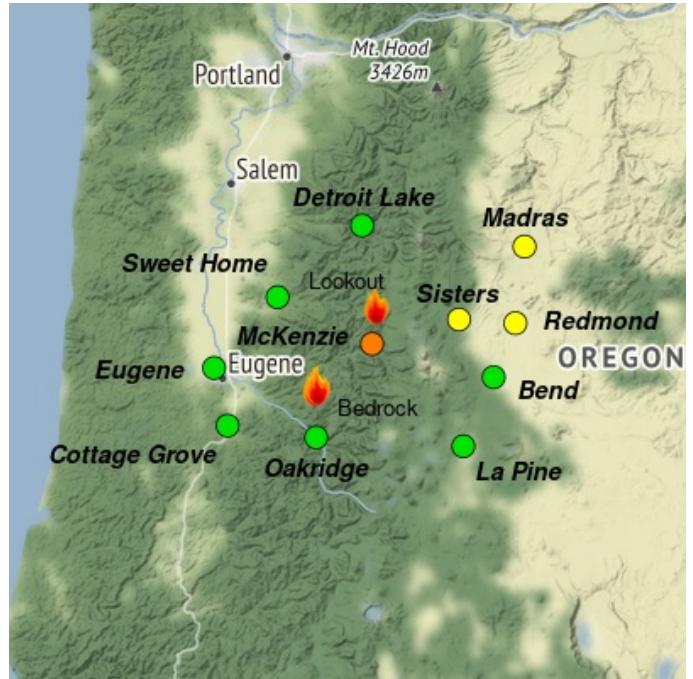 Mt. Hood
3426m
Portland
Salem
Detroit Lake
Madras
Sweet Home
Lookout
Sisters
McKenzie
Redmond
Eugene
Eugene
OREGON
Bend
Bedrock
Cottage Grove
Oakridge
La Pine